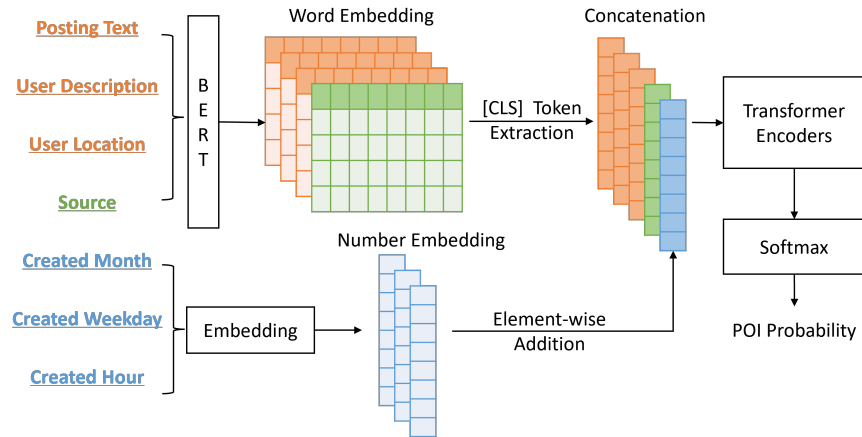 Posting Text
User Description
User Location
Source
Created Month
Created Weekday
Created Hour
B
E
R
T
Embedding
Word Embedding
Number Embedding
[CLS] Token
Extraction
Element-wise
Addition
Concatenation
Transformer
Encoders
Softmax
POI Probability